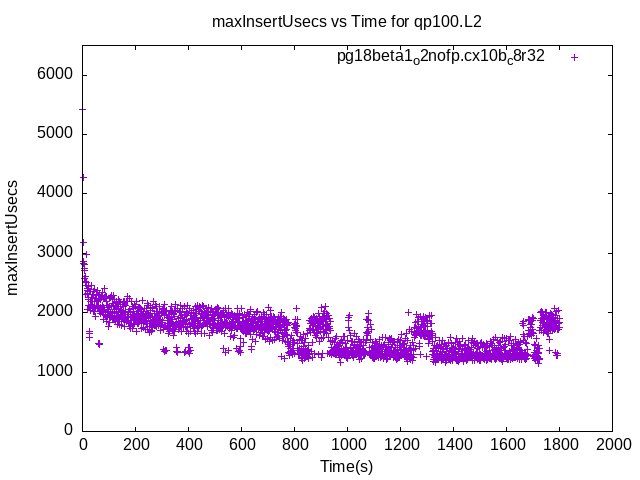 maxInsertUsecs vs Time for qp100.L2
pg18beta1o2nofp.cx10bc8r32
6000
5000
4000
3000
2000
1000
0
maxInsertUsecs
0 200 400 600 800 1000 1200 1400 1600 1800 2000
Time(s)